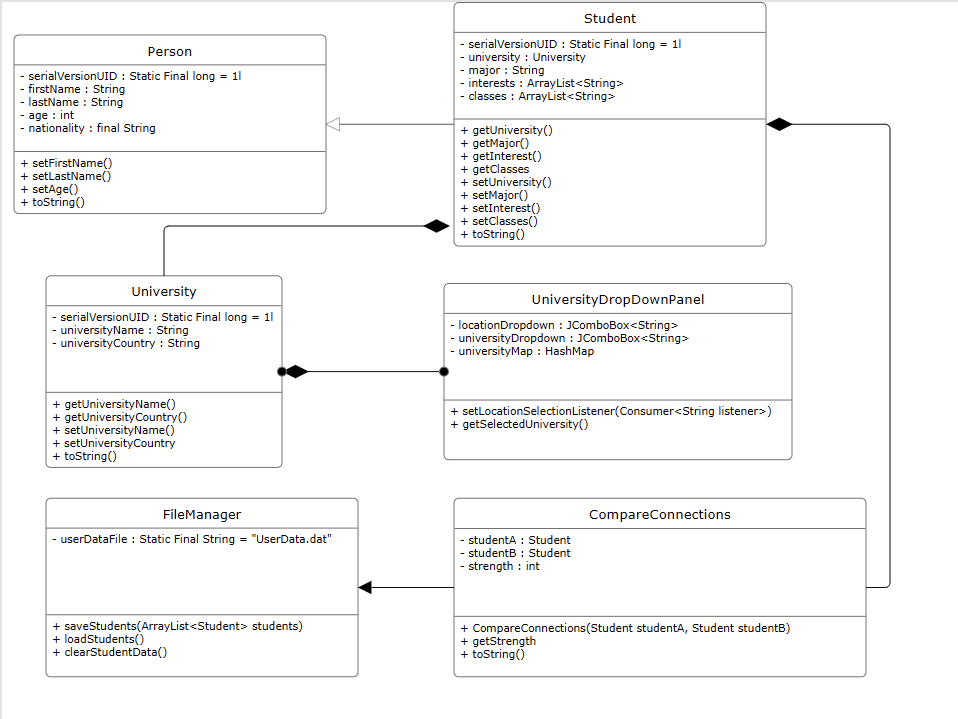 Person
- serialVersionUID : Static Final long = 1l
- firstName : String
- lastName : String
- age : int
- nationality : final String
+ setFirstName()
+ setLastName()
+ setAge()
+ toString()
Student
- serialVersionUID : Static Final long = 1l
- university : University
- major : String
- interests : ArrayList<String>
- classes : ArrayList<String>
+ getUniversity()
+ getMajor()
+ getInterest()
+ getClasses
+ setUniversity()
+ setMajor()
+ setInterest()
+ setClasses()
+ toString()
University
- serialVersionUID : Static Final long = 1l
- universityName : String
- universityCountry : String
+ getUniversityName()
+ getUniversityCountry()
+ setUniversityName()
+ setUniversityCountry
+ toString()
UniversityDropDownPanel
- locationDropdown : JComboBox<String>
- universityDropdown : JComboBox<String>
- universityMap : HashMap
+ setLocationSelectionListener(Consumer<String listener>)
+ getSelectedUniversity()
FileManager
- userDataFile : Static Final String = "UserData.dat"
+ saveStudents(ArrayList<Student> students)
+ loadStudents()
+ clearStudentData()
CompareConnections
- studentA : Student
- studentB : Student
- strength : int
+ CompareConnections(Student studentA, Student studentB)
+ getStrength
+ toString()